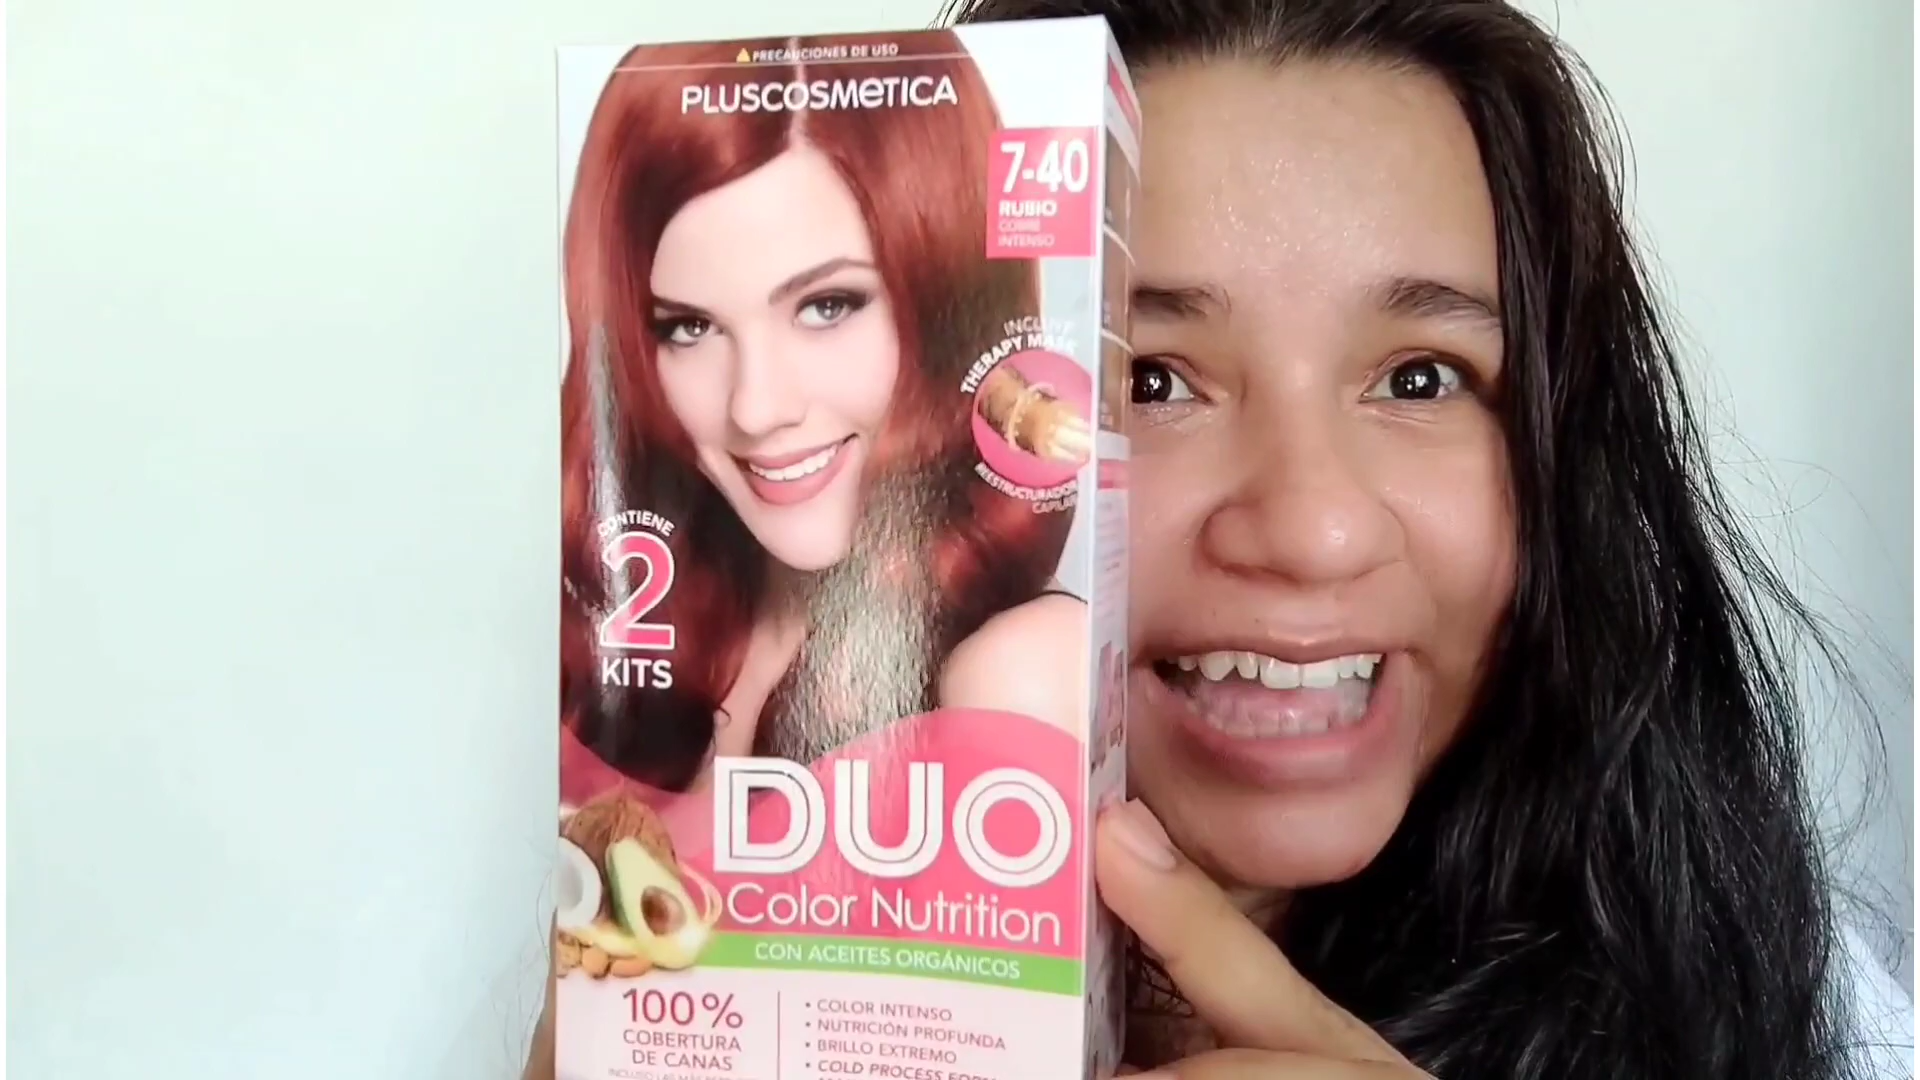 PRECAUCIONES DE USO
PLUSCOSMETICA
7-40
RUBIO
COBRE
INTENSO
INCLUYE
THERAPY MASK
REESTRUCTURADOR
CAPILAR
CONTIENE
2
KITS
DUO
Color Nutrition
CON ACEITES ORGÁNICOS
100%
COBERTURA
DE CANAS
• COLOR INTENSO
• NUTRICIÓN PROFUNDA
• BRILLO EXTREMO
• COLD PROCESS